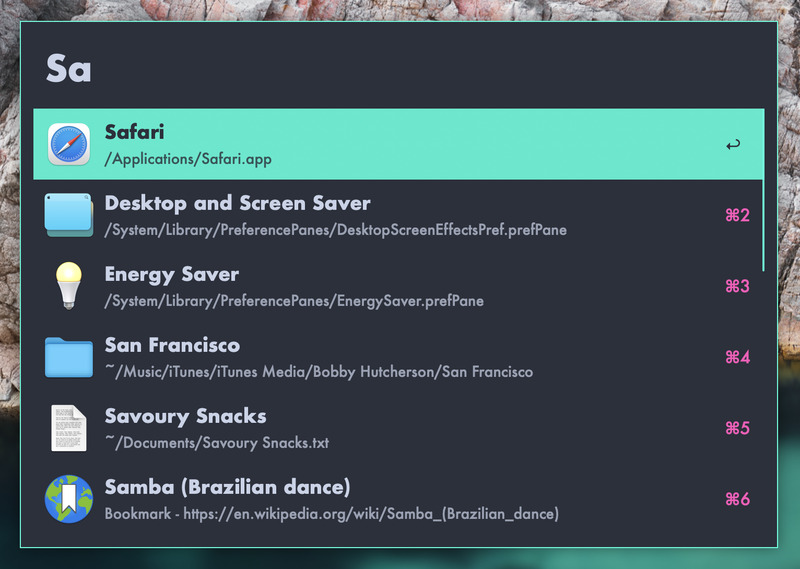 Sa
Safari
/Applications/Safari.app
↩
Desktop and Screen Saver
/System/Library/PreferencePanes/DesktopScreenEffectsPref.prefPane
⌘2
Energy Saver
/System/Library/PreferencePanes/EnergySaver.prefPane
⌘3
San Francisco
~/Music/iTunes/iTunes Media/Bobby Hutcherson/San Francisco
⌘4
Savoury Snacks
~/Documents/Savoury Snacks.txt
⌘5
Samba (Brazilian dance)
Bookmark - https://en.wikipedia.org/wiki/Samba_(Brazilian_dance)
⌘6